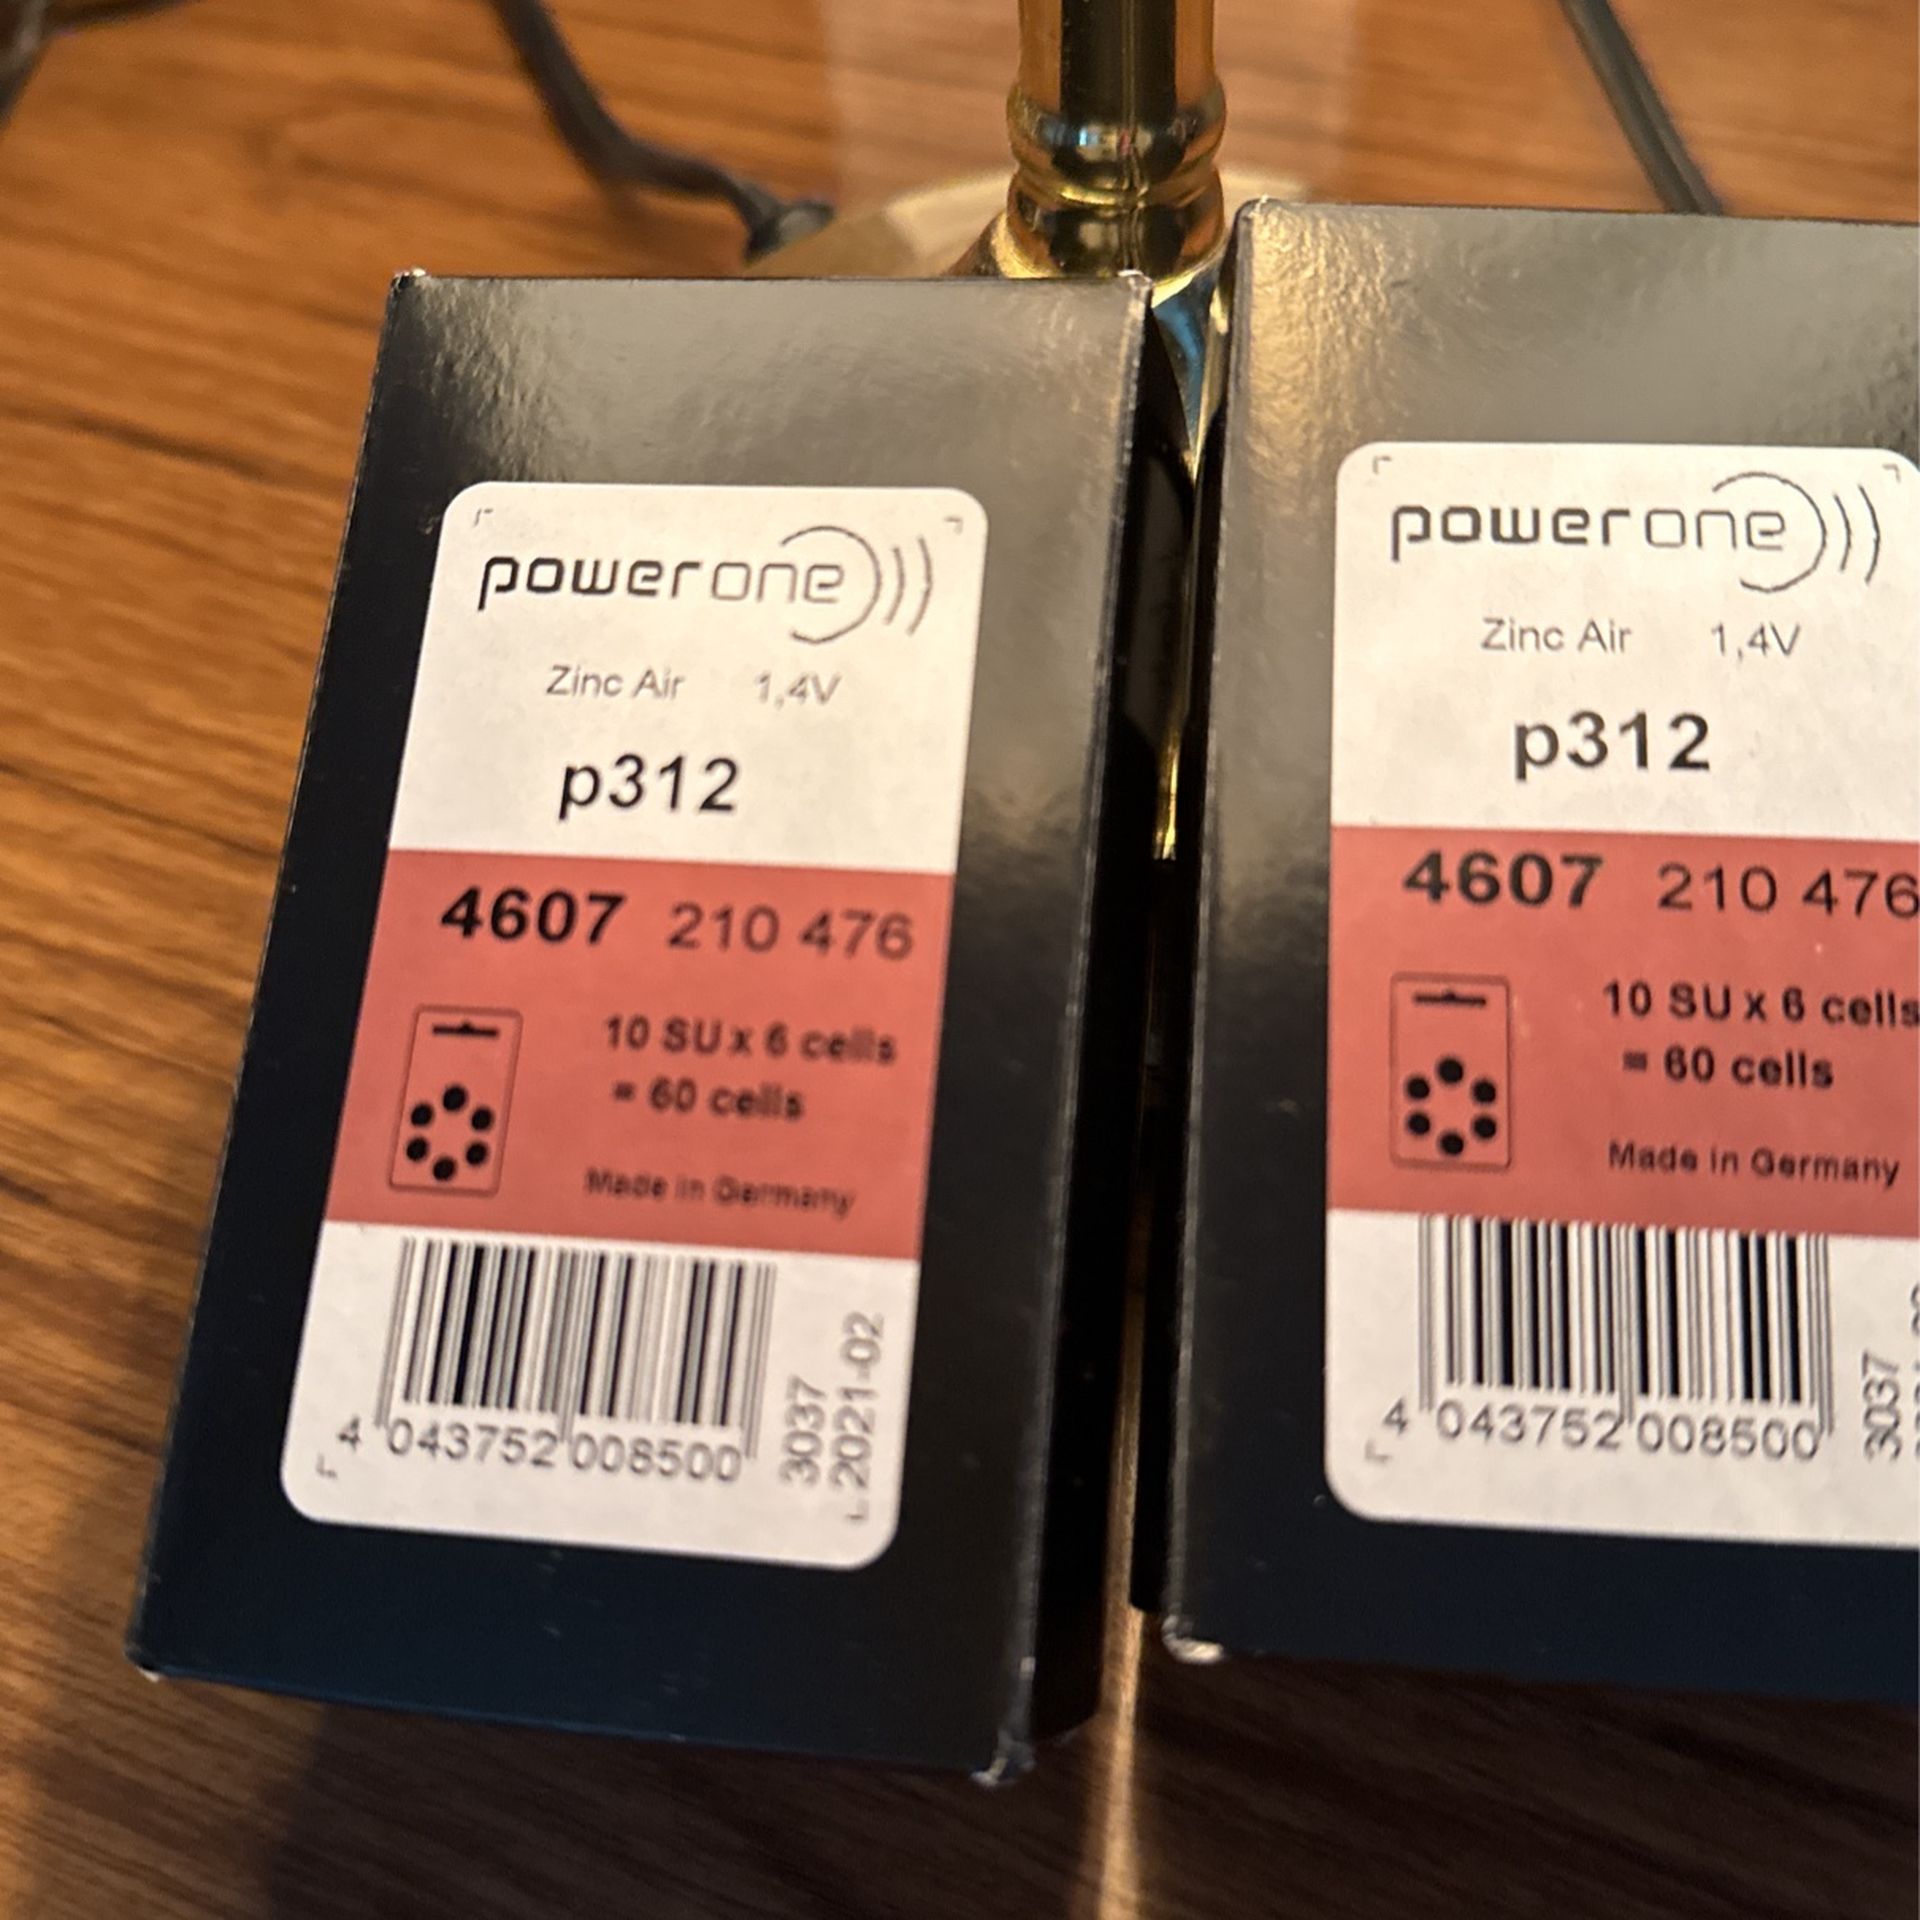 powerone
Zinc Air 1,4V
p312
4607 210 476
10 SU x 6 cells
= 60 cells
Made in Germany
4 043752 008500
3037
2021-02
powerone
Zinc Air 1,4V
p312
4607 210 476
10 SU x 6 cells
= 60 cells
Made in Germany
4 043752 008500
3037